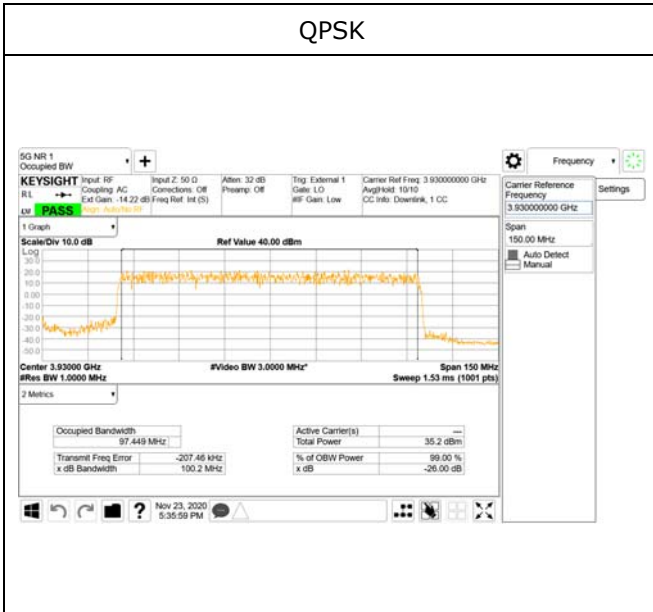 QPSK
5G NR 1
Occupied BW
Frequency
KEYSIGHT
Input: RF
Input Z: 50 Ω
Atten: 32 dB
Trig: External 1
Carrier Ref Freq: 3.930000000 GHz
RL
Coupling: AC
Corrections: Off
Preamp: Off
Gate: LO
Avg|Hold: 10/10
Ext Gain: -14.22 dB
Freq Ref: Int (S)
#IF Gain: Low
CC Info: Downlink, 1 CC
PASS
Align: Auto/No RF
Carrier Reference
Frequency
3.930000000 GHz
Settings
Span
150.00 MHz
Auto Detect
Manual
1 Graph
Scale/Div 10.0 dB
Ref Value 40.00 dBm
Log
30.0
20.0
10.0
0.00
-10.0
-20.0
-30.0
-40.0
-50.0
Center 3.93000 GHz
#Video BW 3.0000 MHz*
Span 150 MHz
#Res BW 1.0000 MHz
Sweep 1.53 ms (1001 pts)
2 Metrics
Occupied Bandwidth
97.449 MHz
Active Carrier(s)
---
Total Power
35.2 dBm
Transmit Freq Error
-207.46 kHz
% of OBW Power
99.00 %
x dB Bandwidth
100.2 MHz
x dB
-26.00 dB
?
Nov 23, 2020
5:35:59 PM